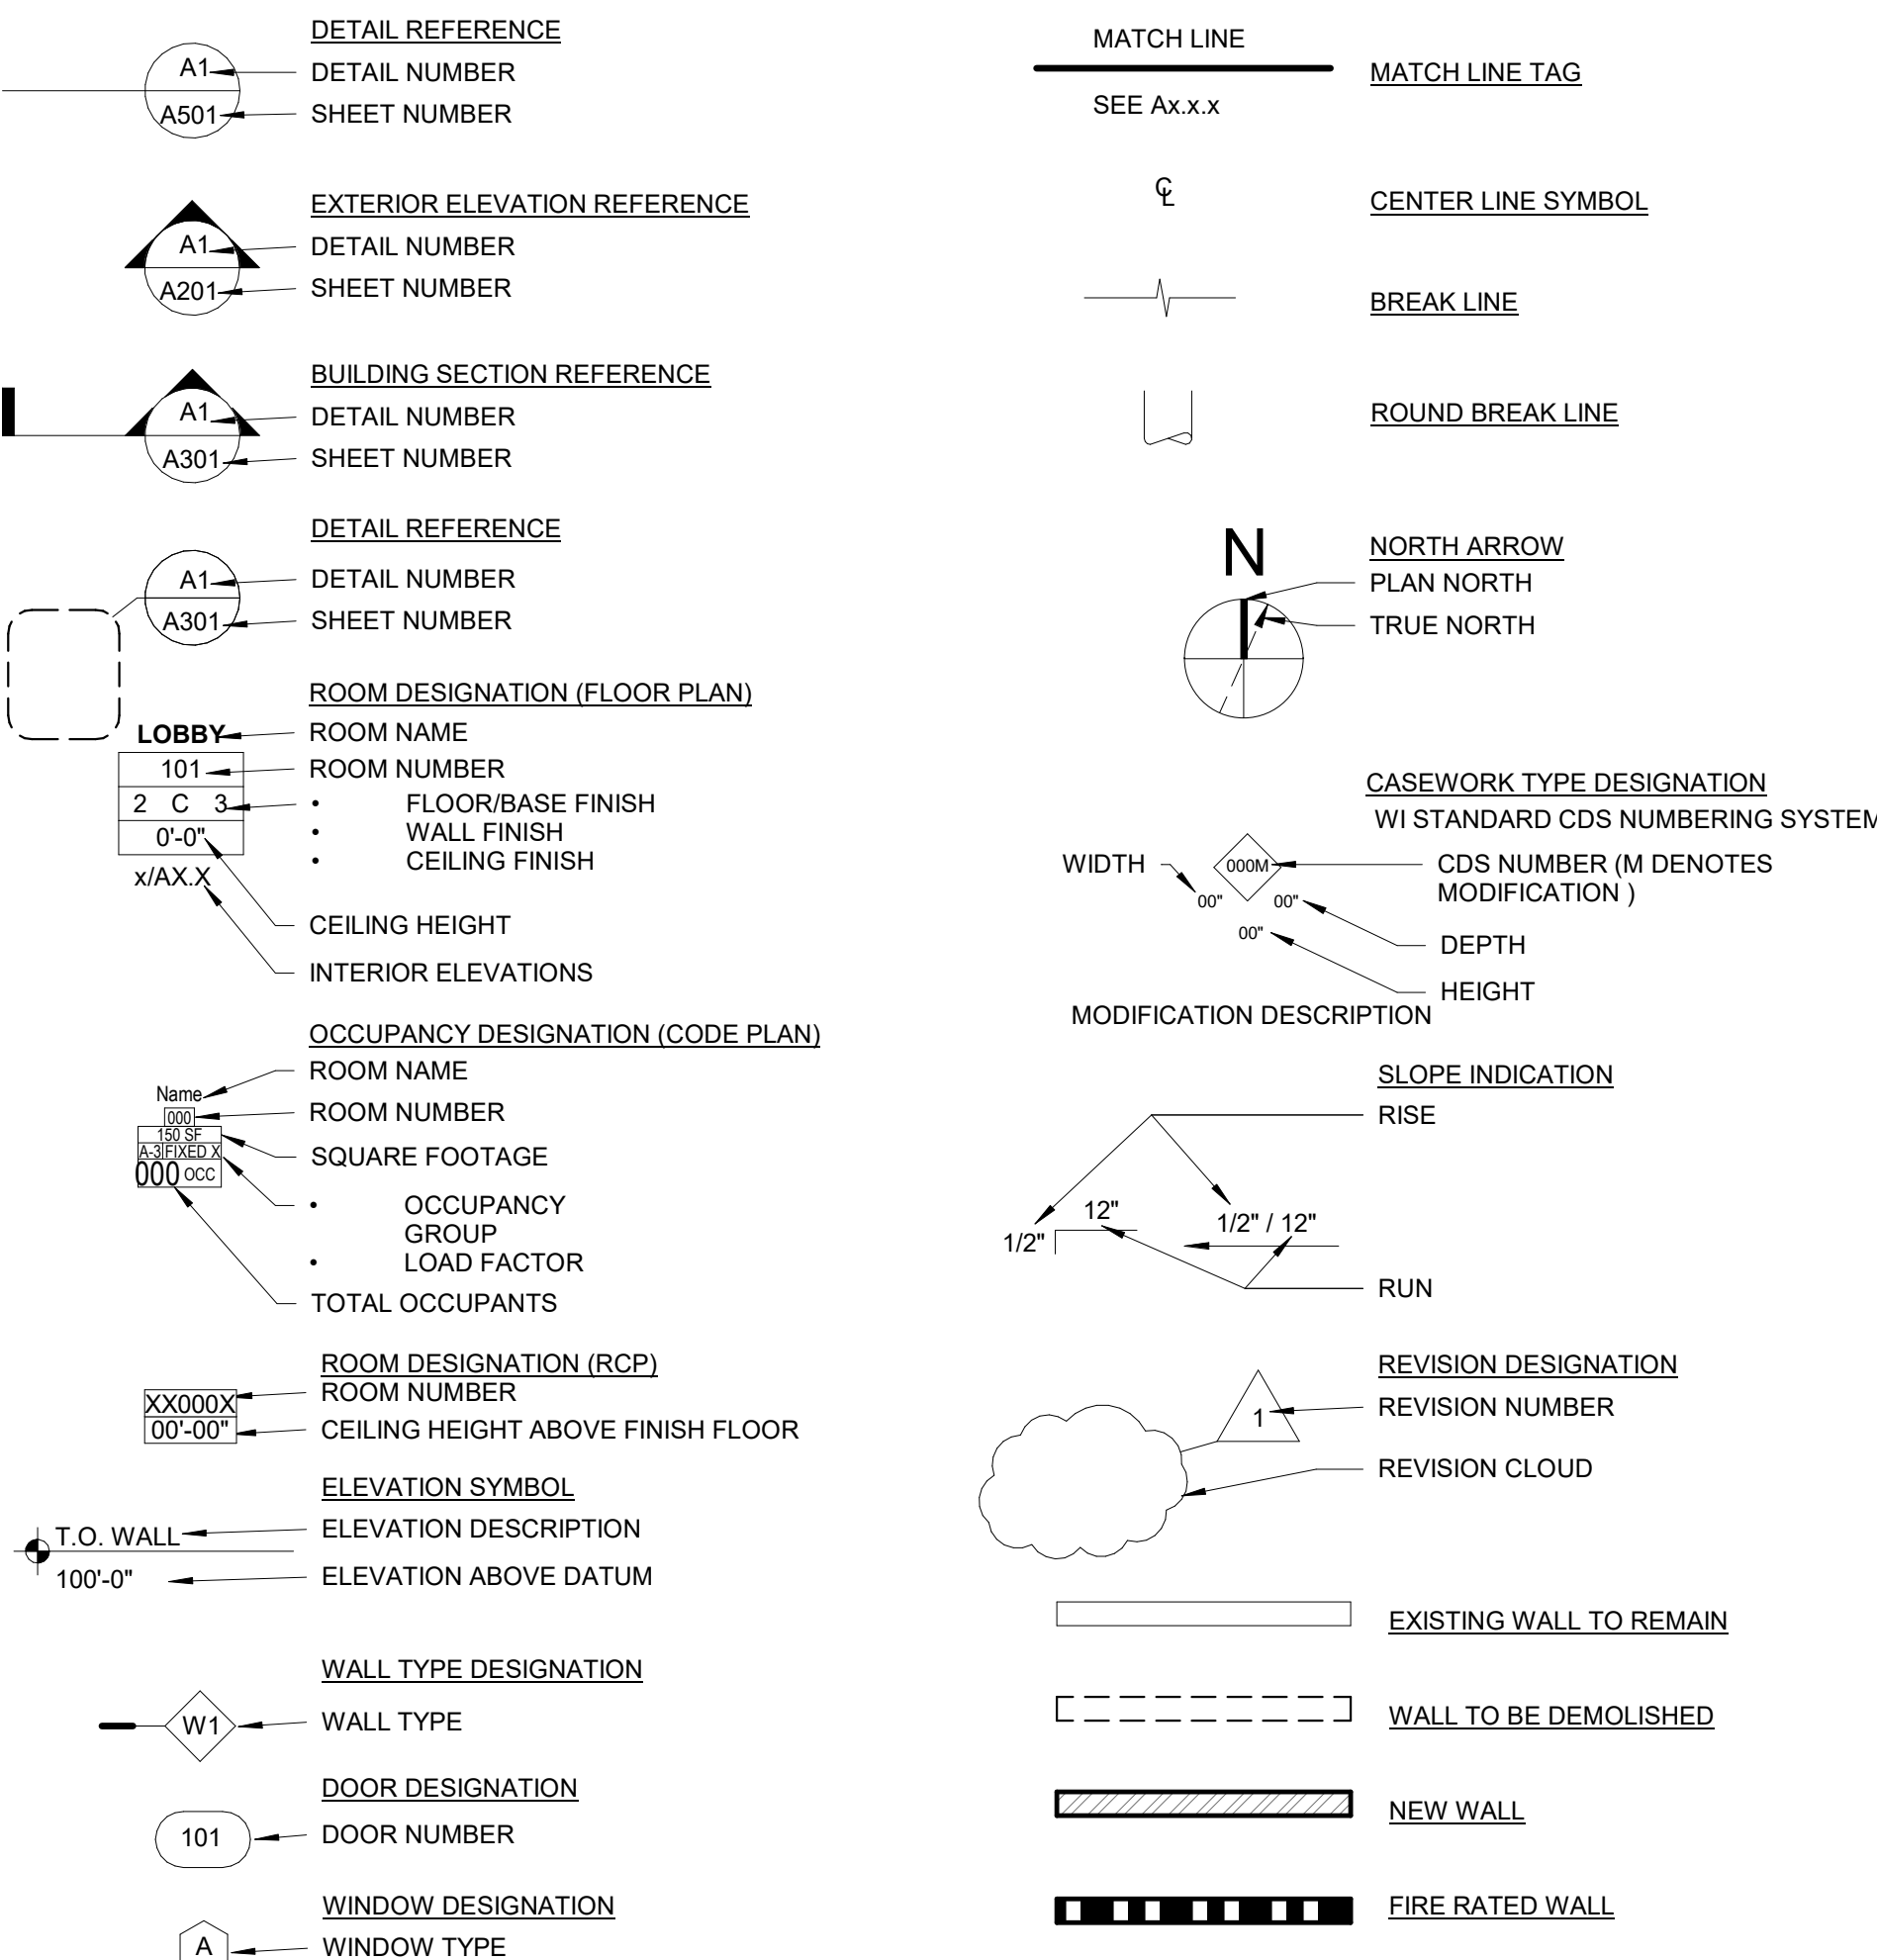 DETAIL REFERENCE
A1
DETAIL NUMBER
A501
SHEET NUMBER
EXTERIOR ELEVATION REFERENCE
A1
DETAIL NUMBER
A201
SHEET NUMBER
BUILDING SECTION REFERENCE
A1
DETAIL NUMBER
A301
SHEET NUMBER
DETAIL REFERENCE
A1
DETAIL NUMBER
A301
SHEET NUMBER
ROOM DESIGNATION (FLOOR PLAN)
LOBBY
ROOM NAME
101
ROOM NUMBER
2 C 3
• FLOOR/BASE FINISH
• WALL FINISH
• CEILING FINISH
0'-0"
x/AX.X
CEILING HEIGHT
INTERIOR ELEVATIONS
OCCUPANCY DESIGNATION (CODE PLAN)
ROOM NAME
Name
ROOM NUMBER
000
150 SF
A-3 FIXED X
000 OCC
SQUARE FOOTAGE
• OCCUPANCY
GROUP
• LOAD FACTOR
TOTAL OCCUPANTS
ROOM DESIGNATION (RCP)
XX000X
ROOM NUMBER
00'-00"
CEILING HEIGHT ABOVE FINISH FLOOR
ELEVATION SYMBOL
T.O. WALL
ELEVATION DESCRIPTION
100'-0"
ELEVATION ABOVE DATUM
WALL TYPE DESIGNATION
W1
WALL TYPE
DOOR DESIGNATION
101
DOOR NUMBER
WINDOW DESIGNATION
A
WINDOW TYPE
MATCH LINE
MATCH LINE TAG
SEE Ax.x.x
℄
CENTER LINE SYMBOL
BREAK LINE
ROUND BREAK LINE
N
NORTH ARROW
PLAN NORTH
TRUE NORTH
CASEWORK TYPE DESIGNATION
WI STANDARD CDS NUMBERING SYSTEM
WIDTH
000M
CDS NUMBER (M DENOTES
MODIFICATION )
00"
00"
00"
DEPTH
HEIGHT
MODIFICATION DESCRIPTION
SLOPE INDICATION
RISE
12"
1/2"
1/2" / 12"
RUN
REVISION DESIGNATION
1
REVISION NUMBER
REVISION CLOUD
EXISTING WALL TO REMAIN
WALL TO BE DEMOLISHED
NEW WALL
FIRE RATED WALL